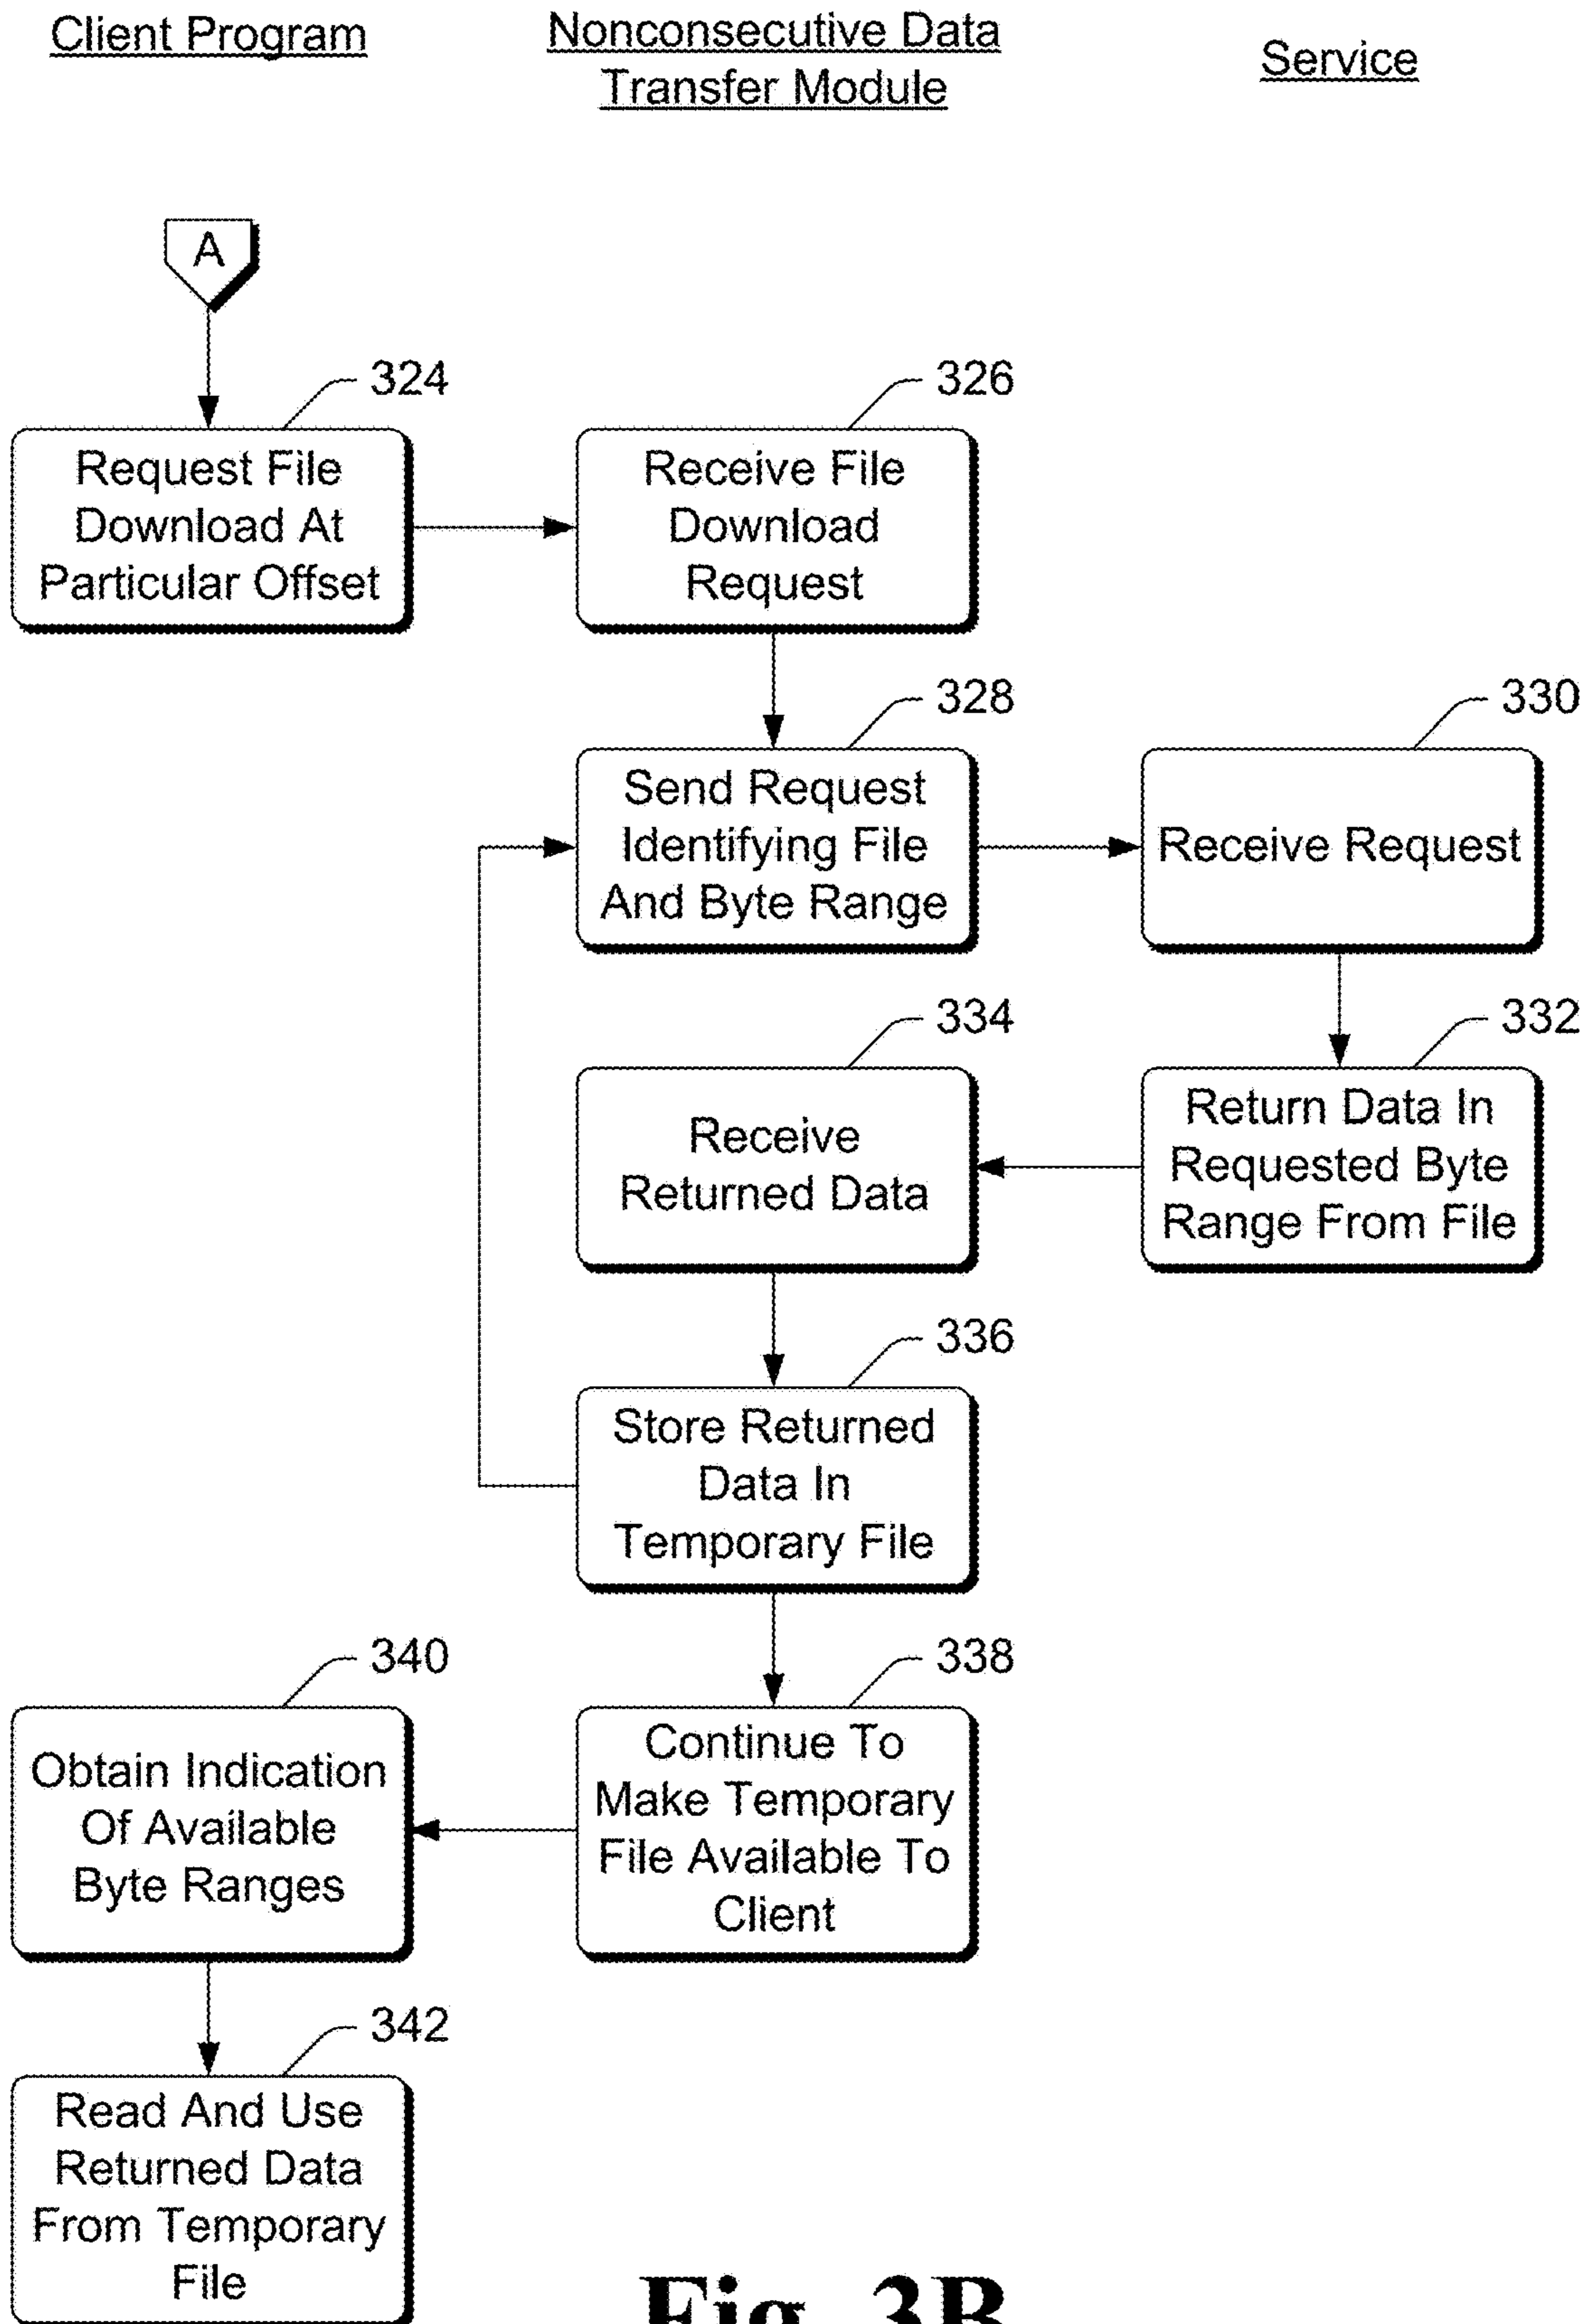 Client Program
Nonconsecutive Data
Transfer Module
Service
A
324
Request File
Download At
Particular Offset
326
Receive File
Download
Request
328
Send Request
Identifying File
And Byte Range
330
Receive Request
332
Return Data In
Requested Byte
Range From File
334
Receive
Returned Data
336
Store Returned
Data In
Temporary File
338
Continue To
Make Temporary
File Available To
Client
340
Obtain Indication
Of Available
Byte Ranges
342
Read And Use
Returned Data
From Temporary
File
Fig. 3B